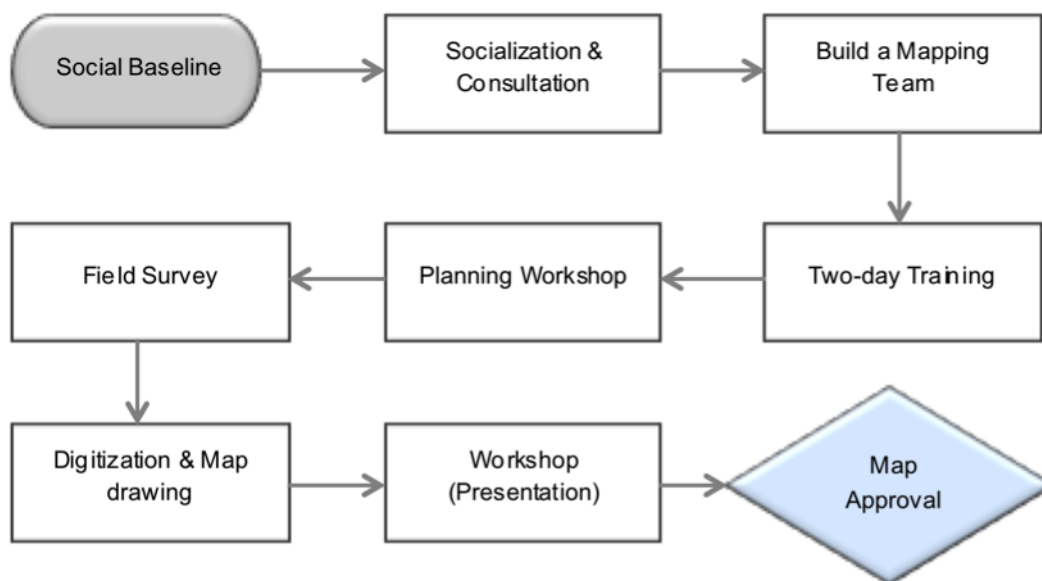 Social Baseline
Socialization &
Consultation
Build a Mapping
Team
Two-day Training
Planning Workshop
Field Survey
Digitization & Map
drawing
Workshop
(Presentation)
Map
Approval